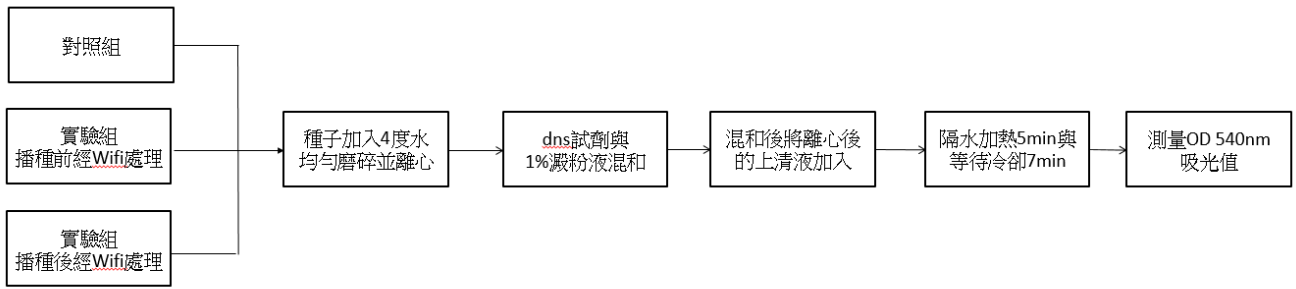 對照組
實驗組
播種前經Wifi處理
實驗組
播種後經Wifi處理
種子加入4度水
均勻磨碎並離心
dns試劑與
1%澱粉液混和
混和後將離心後
的上清液加入
隔水加熱5min與
等待冷卻7min
測量OD 540nm
吸光值